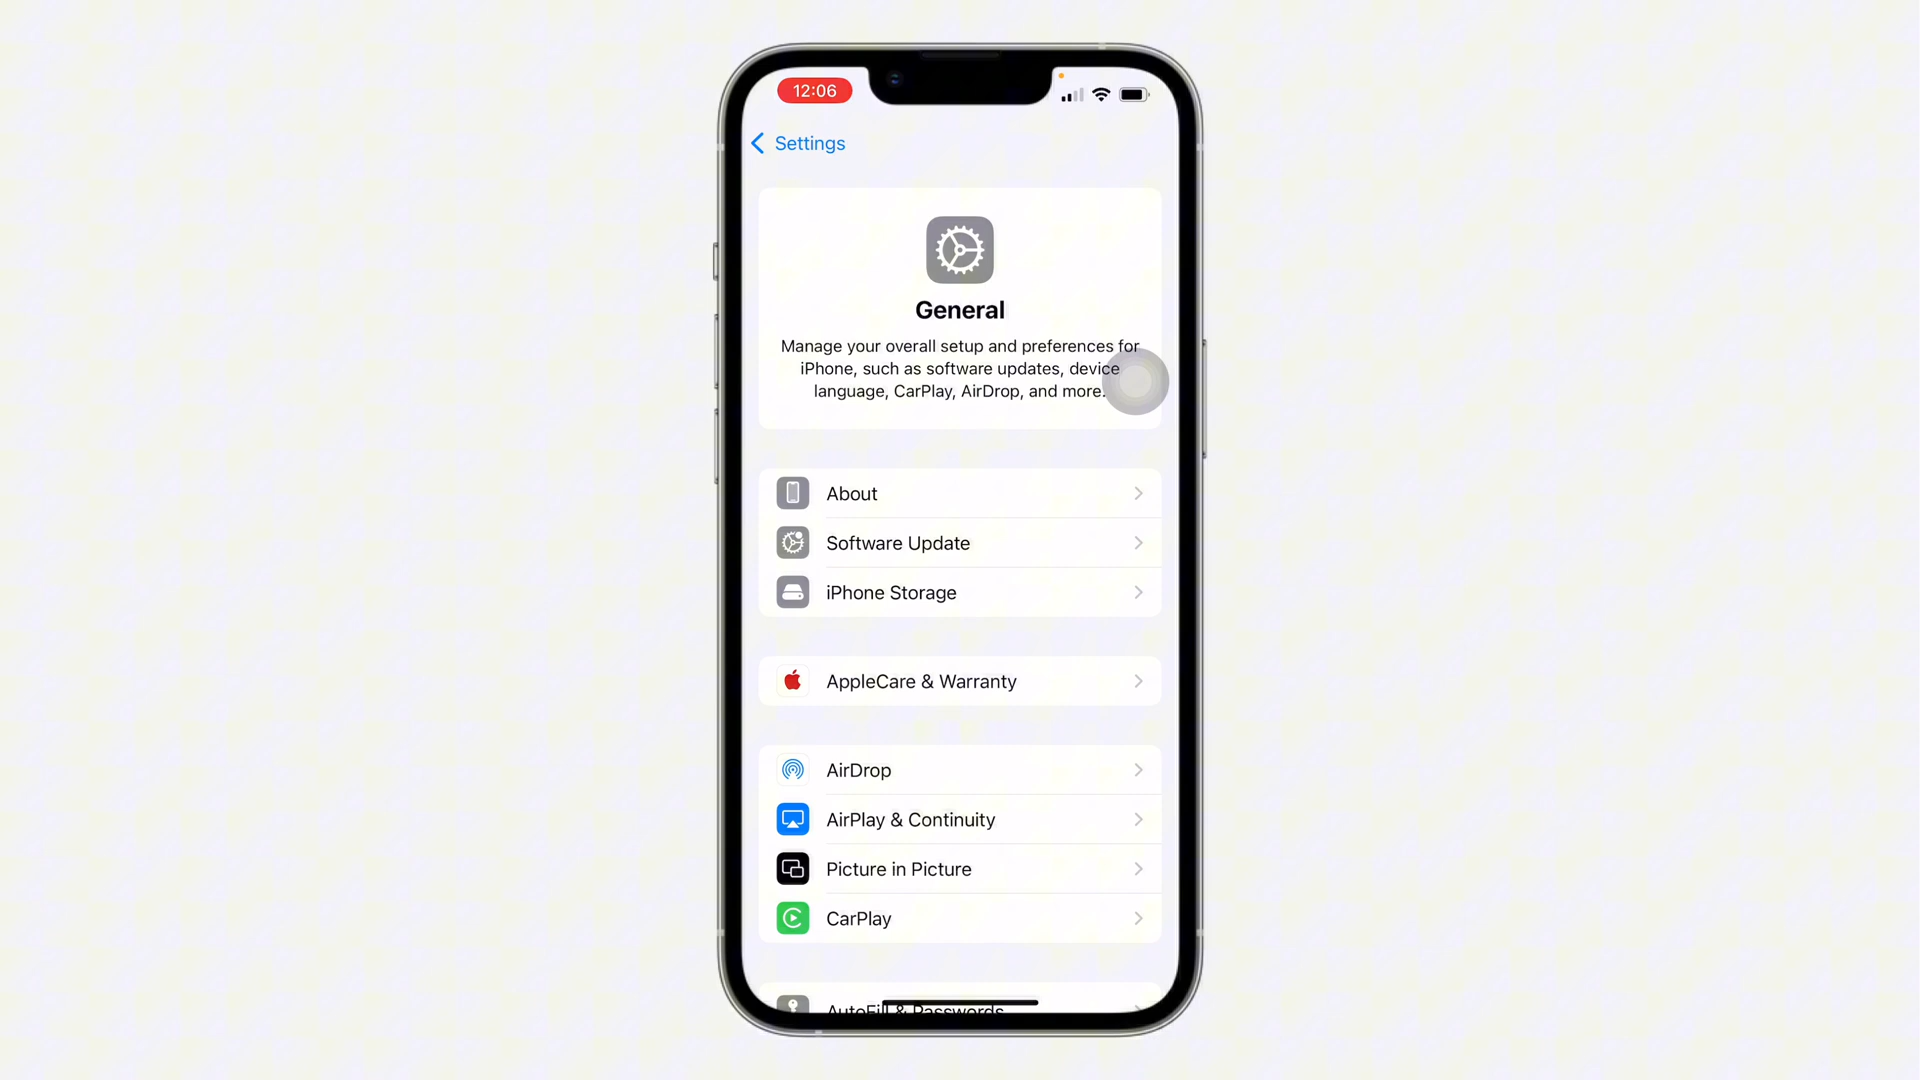 12:06
Settings
General
Manage your overall setup and preferences for
iPhone, such as software updates, device
language, CarPlay, AirDrop, and more.
About
Software Update
iPhone Storage
AppleCare & Warranty
AirDrop
AirPlay & Continuity
Picture in Picture
CarPlay
AutoFill & Passwords